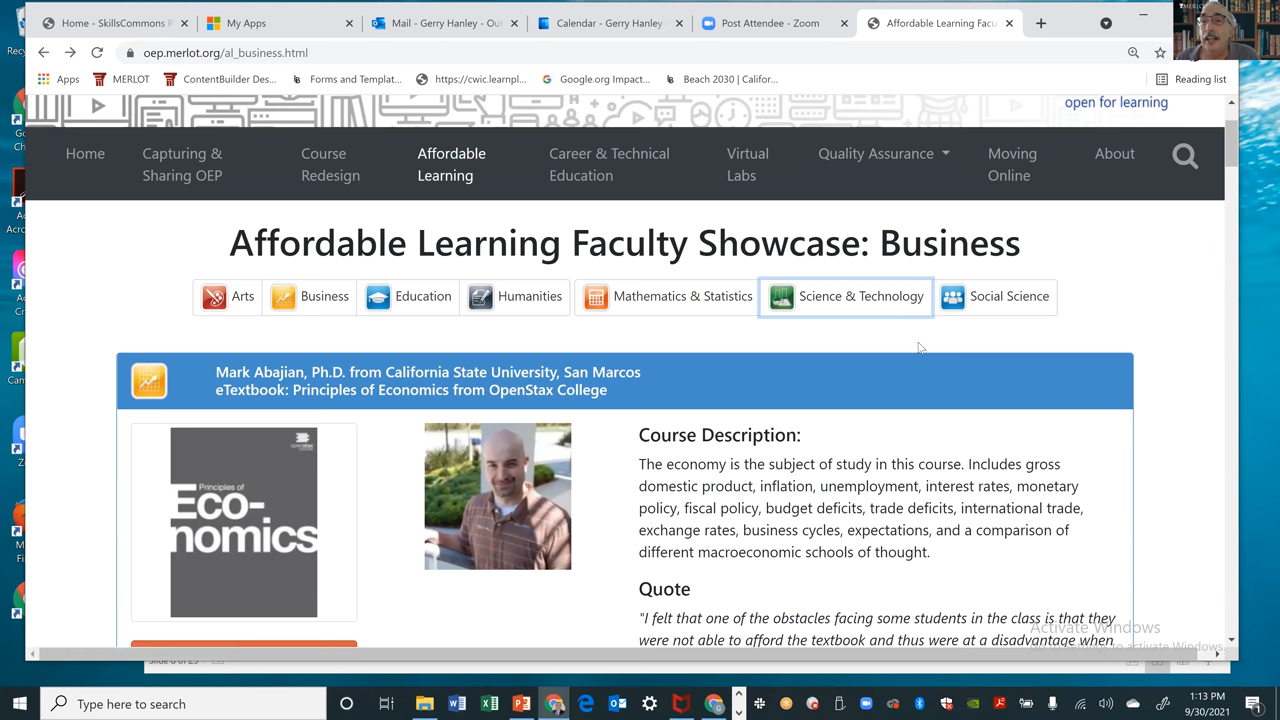 Home - SkillsCommons R
My Apps
Mail - Gerry Hanley - Ou
Calendar - Gerry Hanley
Post Attendee - Zoom
Affordable Learning Facu
oep.merlot.org/al_business.html
Apps
MERLOT
ContentBuilder Des...
Forms and Templat...
https://cwic.learnpl...
Google.org Impact...
Beach 2030 | Califor...
Reading list
open for learning
Home
Capturing &
Sharing OEP
Course
Redesign
Affordable
Learning
Career & Technical
Education
Virtual
Labs
Quality Assurance
Moving
Online
About
Affordable Learning Faculty Showcase: Business
Arts
Business
Education
Humanities
Mathematics & Statistics
Science & Technology
Social Science
Mark Abajian, Ph.D. from California State University, San Marcos
eTextbook: Principles of Economics from OpenStax College
openstax
Principles of
Eco-
nomics
Course Description:
The economy is the subject of study in this course. Includes gross
domestic product, inflation, unemployment, interest rates, monetary
policy, fiscal policy, budget deficits, trade deficits, international trade,
exchange rates, business cycles, expectations, and a comparison of
different macroeconomic schools of thought.
Quote
"I felt that one of the obstacles facing some students in the class is that they
were not able to afford the textbook and thus were at a disadvantage when
Activate Windows
to activate Windows.
Slide 8 of 25
Type here to search
1:13 PM
9/30/2021